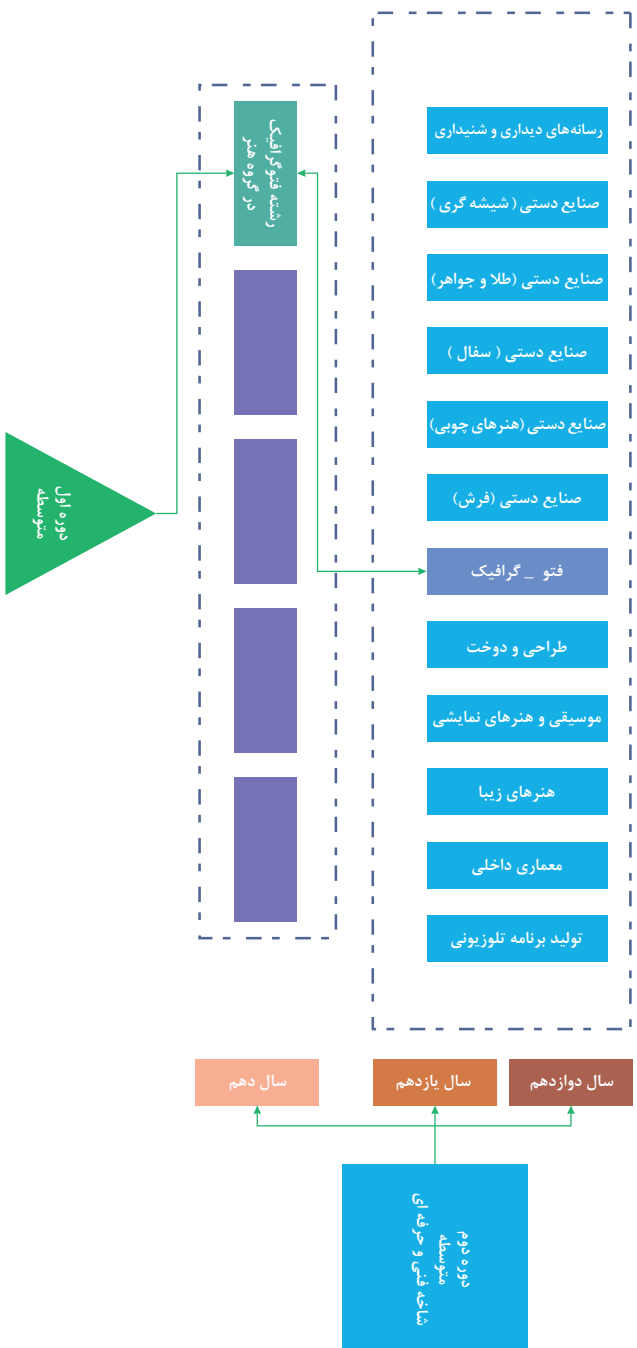 رسانه‌های دیداری و شنیداری
صنایع دستی ( شیشه گری )
صنایع دستی (طلا و جواهر)
صنایع دستی ( سفال )
صنایع دستی (هنرهای چوبی)
صنایع دستی (فرش)
فتو _ گرافیک
طراحی و دوخت
موسیقی و هنرهای نمایشی
هنرهای زیبا
معماری داخلی
تولید برنامه تلوزیونی
رشته فتوگرافیک
در گروه هنر
دوره اول
متوسطه
سال دوازدهم
سال یازدهم
سال دهم
دوره دوم
متوسطه
شاخه فنی و حرفه ای